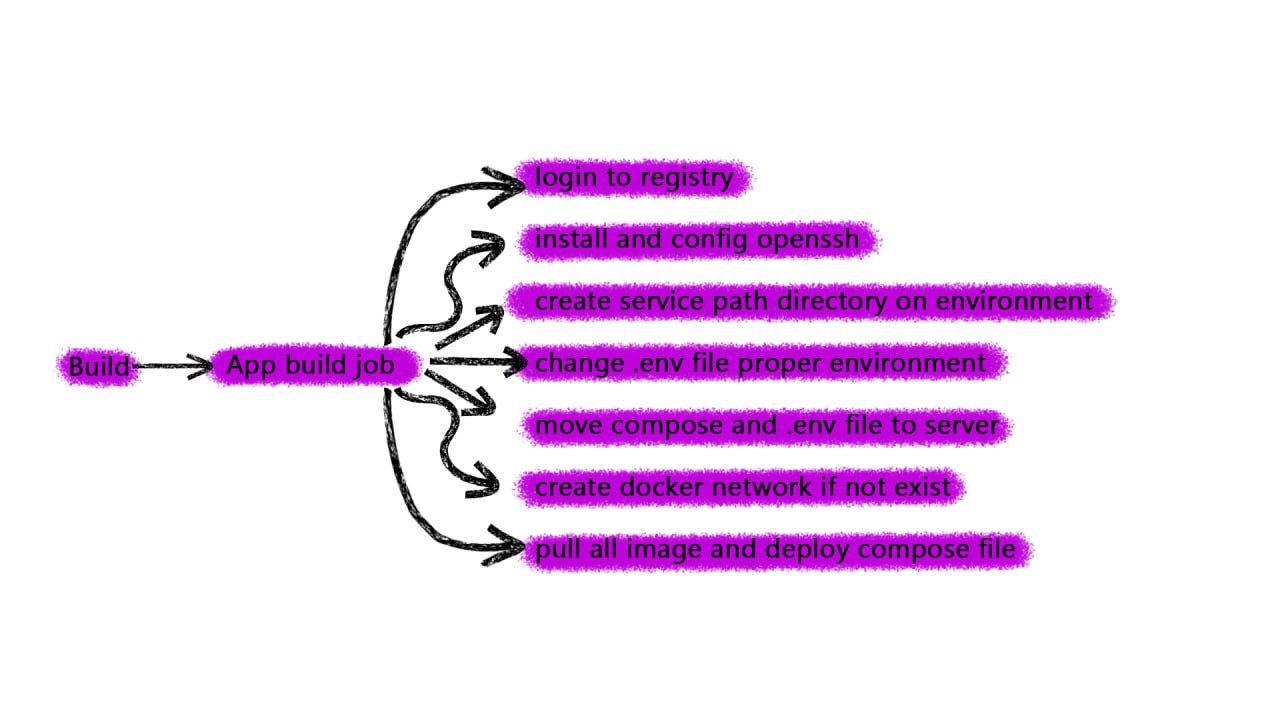 login to registry
install and config openssh
create service path directory on environment
Build
App build job
change .env file proper environment
move compose and .env file to server
create docker network if not exist
pull all image and deploy compose file